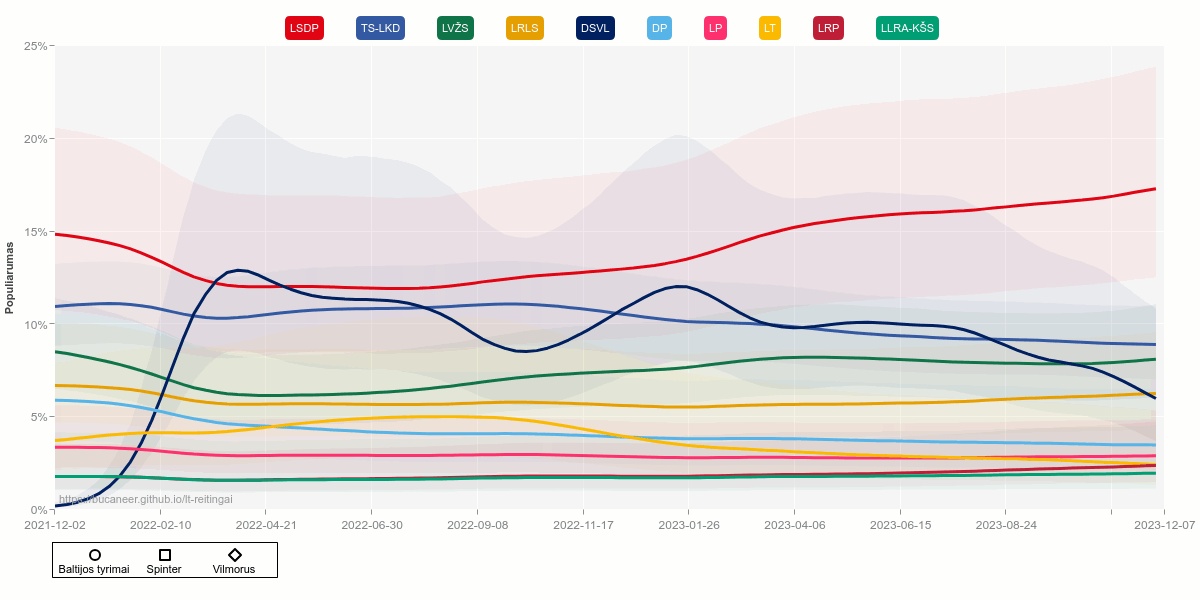 LSDP TS-LKD LVŽS LRLS DSVL DP LP LT LRP LLRA-KŠS
25%
20%
15%
10%
5%
0%
Populiarumas
https://bucaneer.github.io/lt-reitingai
2021-12-02 2022-02-10 2022-04-21 2022-06-30 2022-09-08 2022-11-17 2023-01-26 2023-04-06 2023-06-15 2023-08-24 2023-12-07
Baltijos tyrimai Spinter Vilmorus